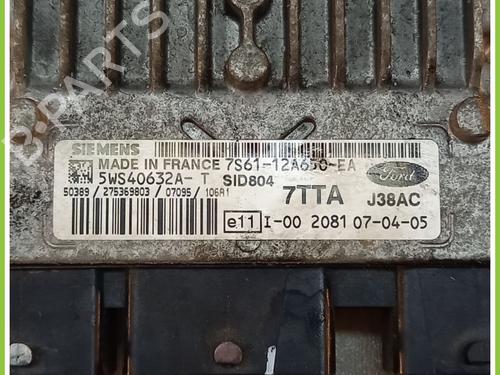 B-PARTS
SIEMENS
MADE IN FRANCE 7S61-12A650-EA
5WS40632A- T SID804
50389 / 275369803 / 07095 / 106A1
7TTA
Ford
J38AC
e11 I-00 2081 07-04-05